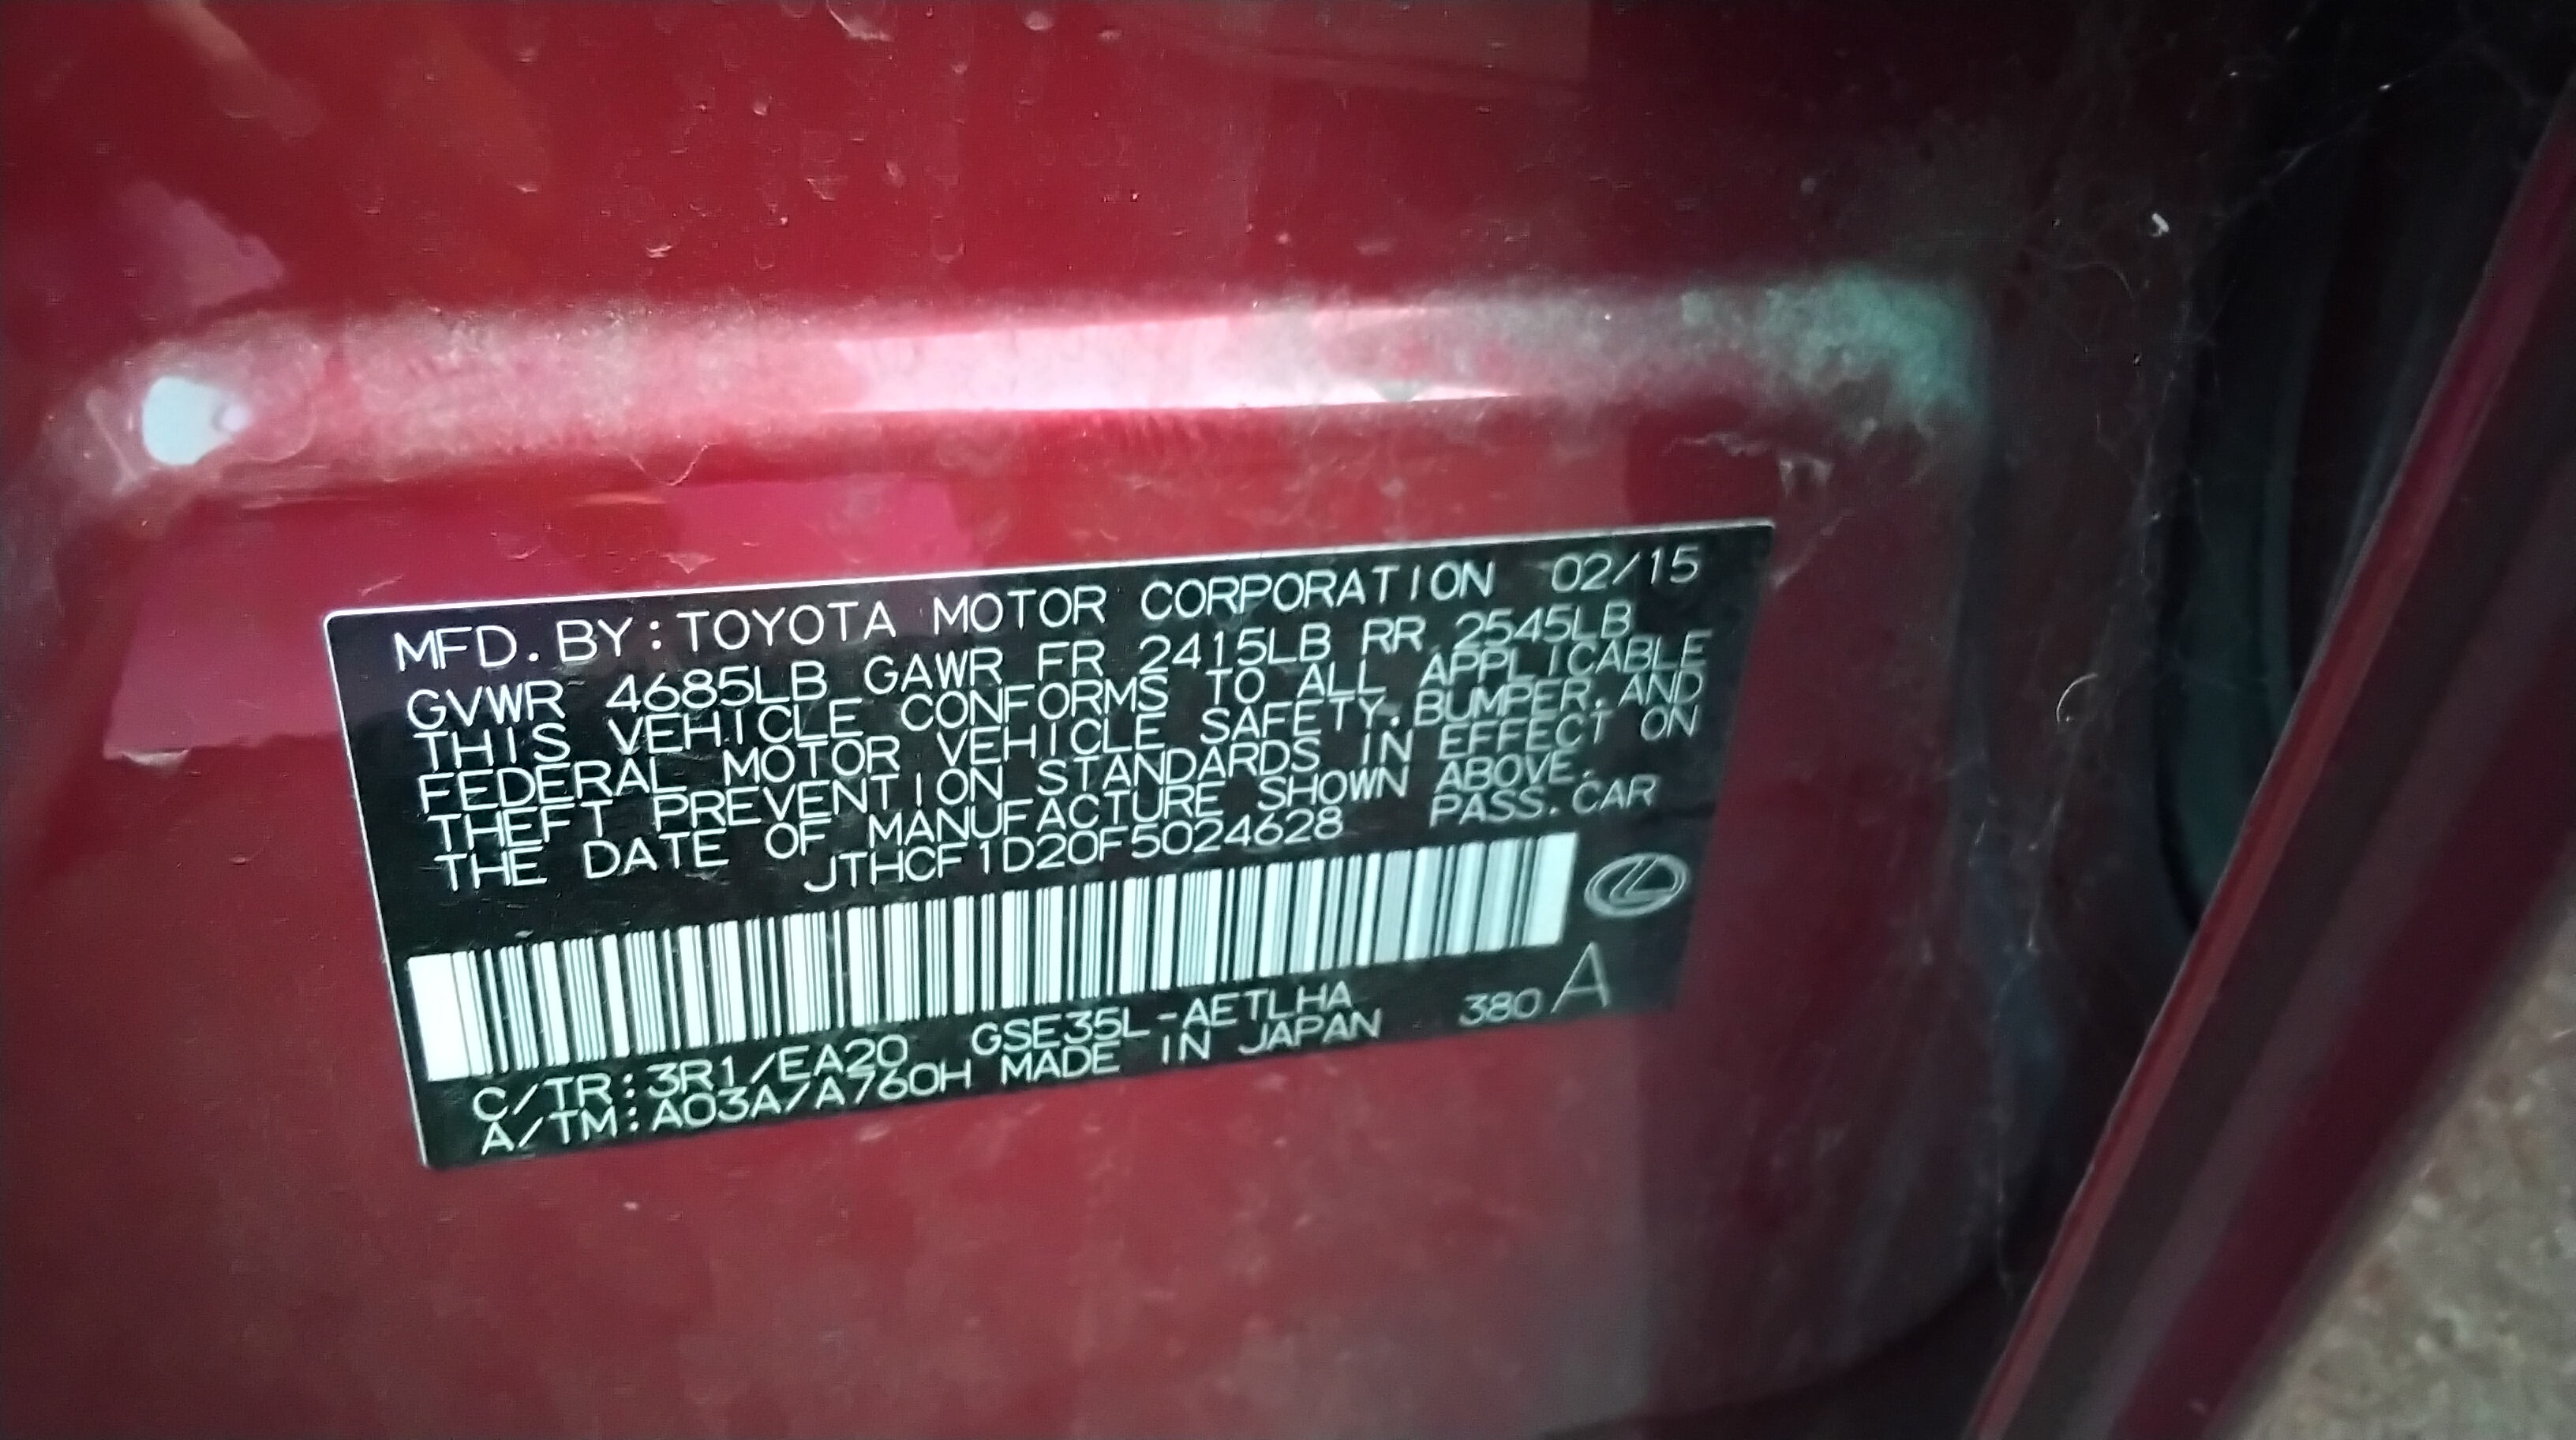 MFD. BY: TOYOTA MOTOR CORPORATION 02/15
GVWR 4685LB GAWR FR 2415LB RR 2545LB
THIS VEHICLE CONFORMS TO ALL APPLICABLE
FEDERAL MOTOR VEHICLE SAFETY, BUMPER, AND
THEFT PREVENTION STANDARDS IN EFFECT ON
THE DATE OF MANUFACTURE SHOWN ABOVE.
JTHCF1D20F5024628 PASS. CAR
C/TR: 3R1/EA20 GSE35L-AETLHA 380 A
A/TM: A03A/A760H MADE IN JAPAN